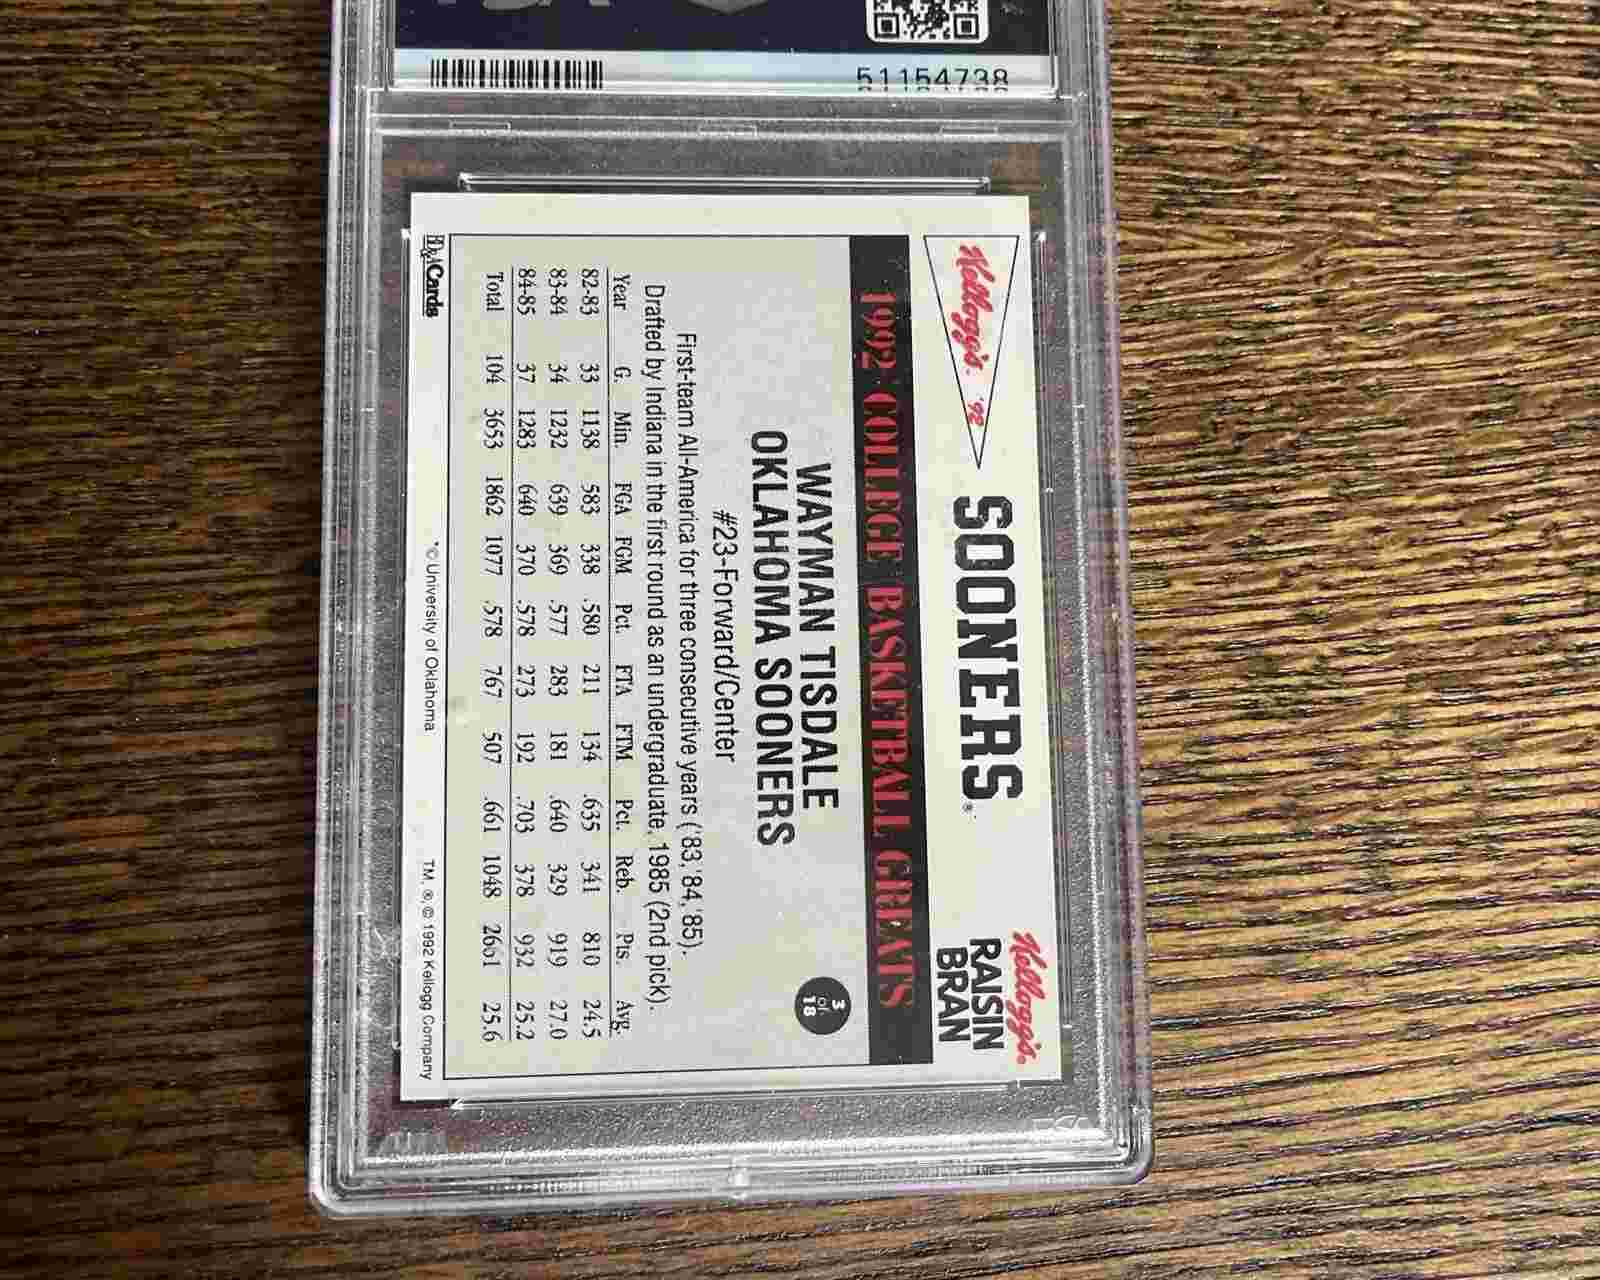 51154738
Kellogg's. '92
SOONERS®
Kellogg's.
RAISIN
BRAN
1992 COLLEGE BASKETBALL GREATS
3
of
18
WAYMAN TISDALE
OKLAHOMA SOONERS
#23-Forward/Center
First-team All-America for three consecutive years ('83,'84,'85).
Drafted by Indiana in the first round as an undergraduate, 1985 (2nd pick).
Year G. Min. FGA FGM Pct. FTA FTM Pct. Reb. Pts. Avg.
82-83 33 1138 583 338 .580 211 134 .635 341 810 24.5
83-84 34 1232 639 369 .577 283 181 .640 329 919 27.0
84-85 37 1283 640 370 .578 273 192 .703 378 932 25.2
Total 104 3653 1862 1077 .578 767 507 .661 1048 2661 25.6
Cards *© University of Oklahoma TM, ®, © 1992 Kellogg Company